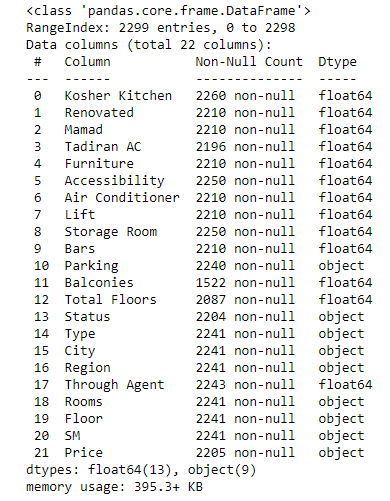 <class 'pandas.core.frame.DataFrame'>
RangeIndex: 2299 entries, 0 to 2298
Data columns (total 22 columns):
 #   Column           Non-Null Count  Dtype
---  ------           --------------  -----
 0   Kosher Kitchen   2260 non-null   float64
 1   Renovated        2210 non-null   float64
 2   Mamad            2210 non-null   float64
 3   Tadiran AC       2196 non-null   float64
 4   Furniture        2210 non-null   float64
 5   Accessibility    2250 non-null   float64
 6   Air Conditioner  2210 non-null   float64
 7   Lift             2210 non-null   float64
 8   Storage Room     2250 non-null   float64
 9   Bars             2210 non-null   float64
 10  Parking          2240 non-null   object
 11  Balconies        1522 non-null   float64
 12  Total Floors     2087 non-null   float64
 13  Status           2204 non-null   object
 14  Type             2241 non-null   object
 15  City             2241 non-null   object
 16  Region           2241 non-null   object
 17  Through Agent    2243 non-null   float64
 18  Rooms            2241 non-null   object
 19  Floor            2241 non-null   object
 20  SM               2241 non-null   object
 21  Price            2205 non-null   object
dtypes: float64(13), object(9)
memory usage: 395.3+ KB